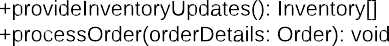 +provideInventoryUpdates(): Inventory[]
+processOrder(orderDetails: Order): void